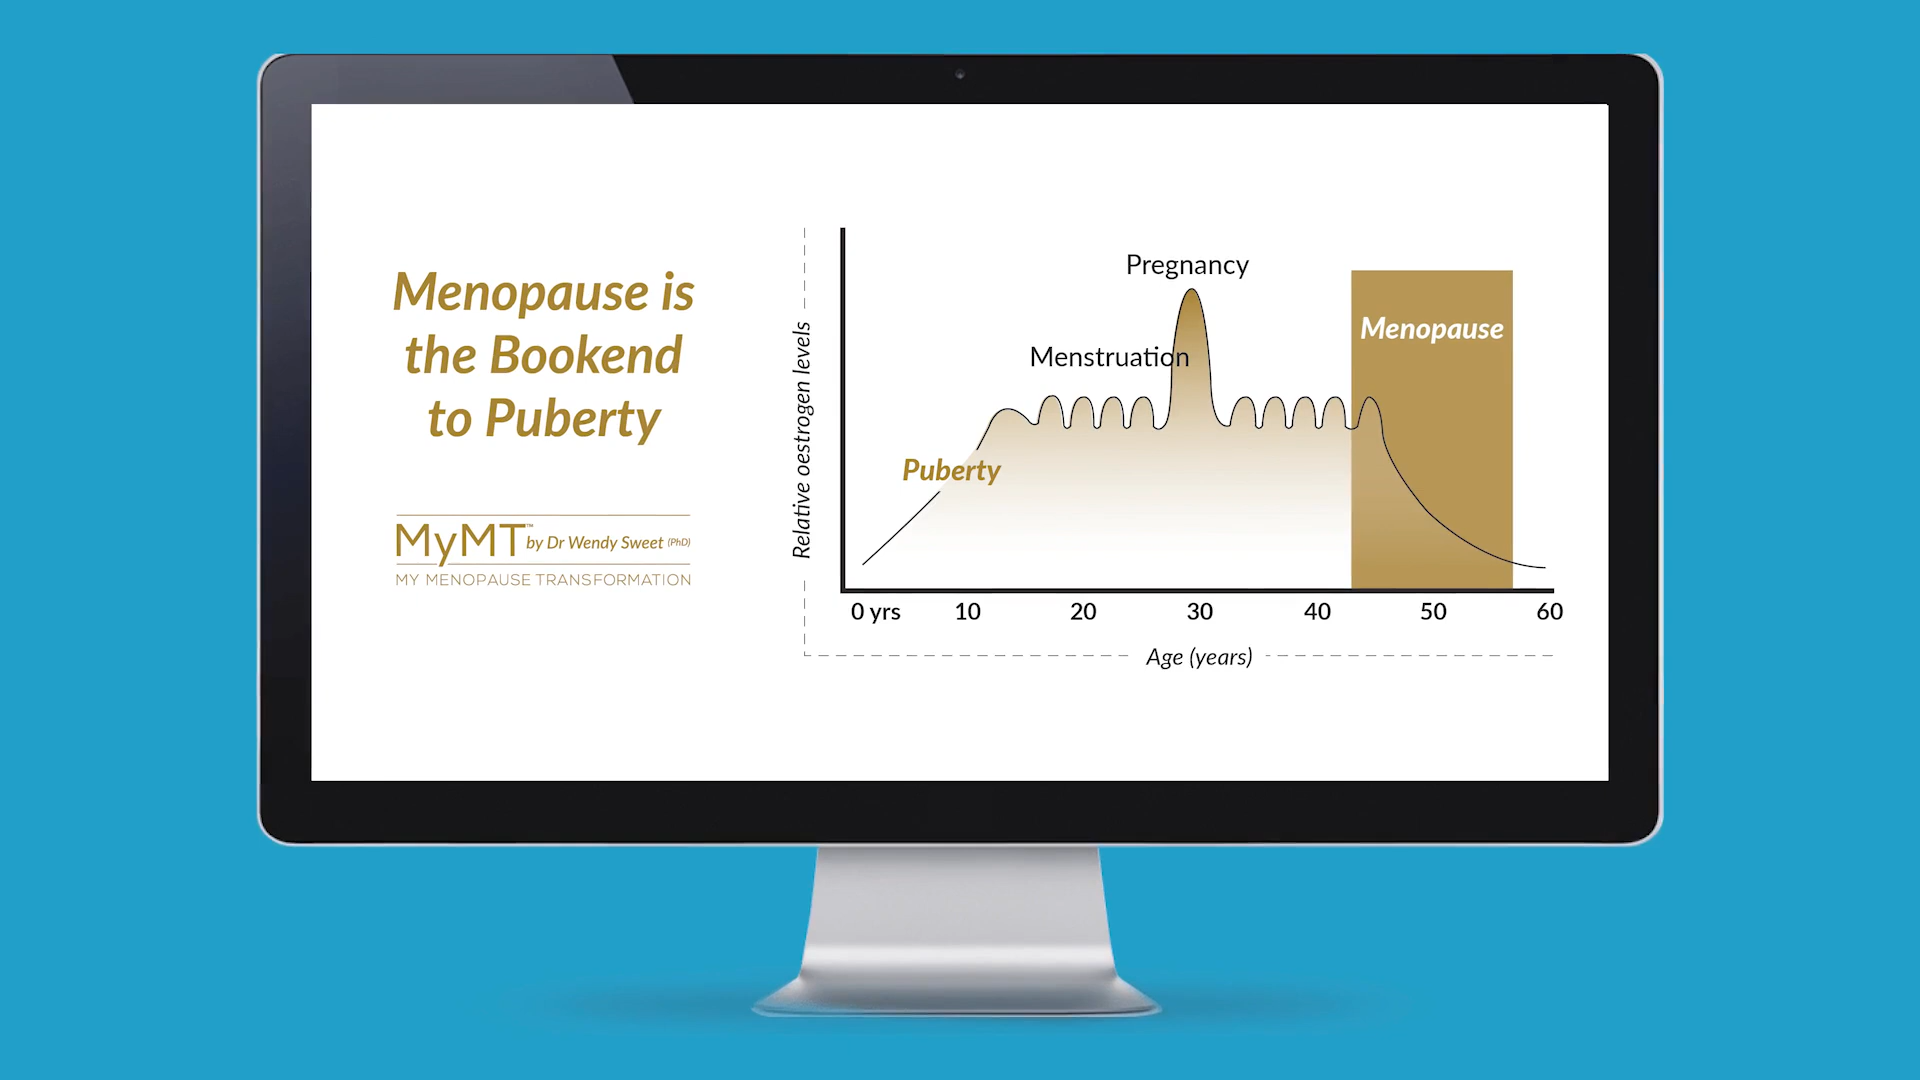 Menopause is
the Bookend
to Puberty
MyMT™ by Dr Wendy Sweet (PhD)
MY MENOPAUSE TRANSFORMATION
Relative oestrogen levels
Pregnancy
Menstruation
Menopause
Puberty
0 yrs 10 20 30 40 50 60
Age (years)